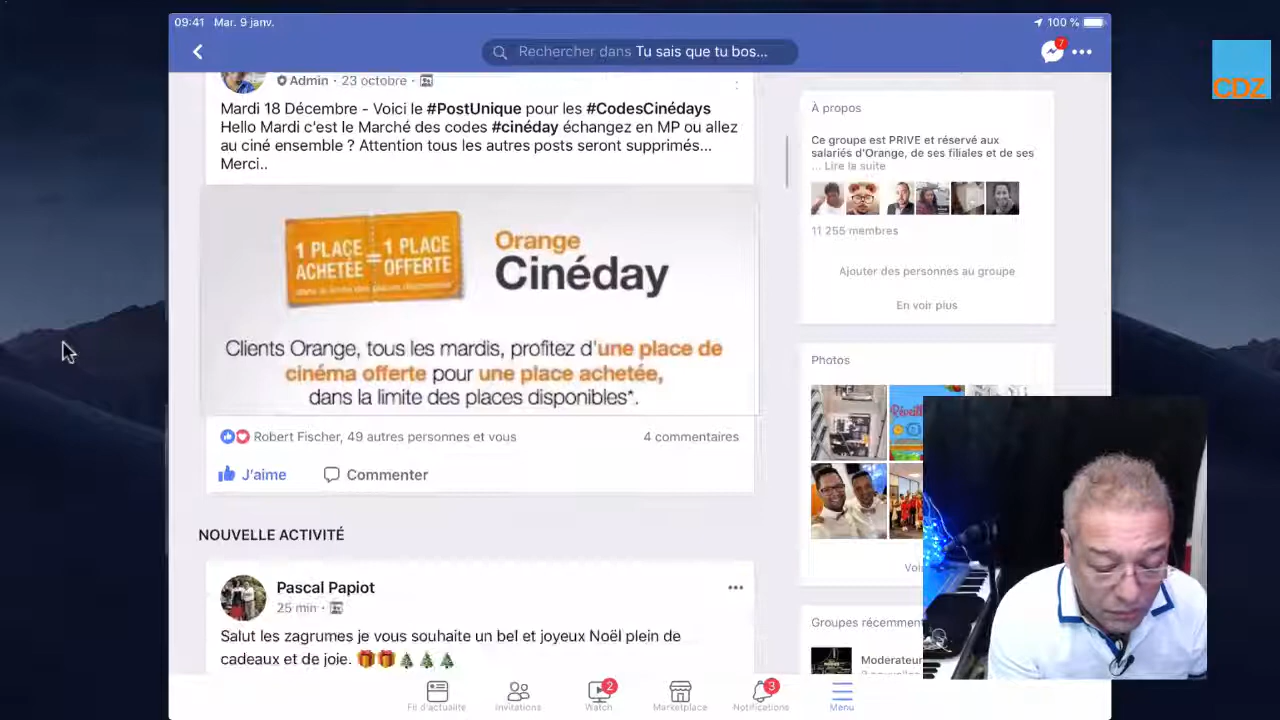 09:41 Mar. 9 janv.
100 %
Rechercher dans Tu sais que tu bos...
7
CDZ
Admin · 23 octobre ·
Mardi 18 Décembre - Voici le #PostUnique pour les #CodesCinédays
Hello Mardi c'est le Marché des codes #cinéday échangez en MP ou allez
au ciné ensemble ? Attention tous les autres posts seront supprimés...
Merci..
1 PLACE ACHETÉE = 1 PLACE OFFERTE
dans la limite des places disponibles
Orange
Cinéday
Clients Orange, tous les mardis, profitez d'une place de
cinéma offerte pour une place achetée,
dans la limite des places disponibles*.
Robert Fischer, 49 autres personnes et vous
4 commentaires
J'aime
Commenter
NOUVELLE ACTIVITÉ
Pascal Papiot
25 min ·
Salut les zagrumes je vous souhaite un bel et joyeux Noël plein de
cadeaux et de joie. 🎁🎁🎄🎄🎄
À propos
Ce groupe est PRIVE et réservé aux
salariés d'Orange, de ses filiales et de ses
... Lire la suite
11 255 membres
Ajouter des personnes au groupe
En voir plus
Photos
Voir
Groupes récemment
Moderateur
Fil d'actualité
Invitations
2
Watch
Marketplace
3
Notifications
Menu